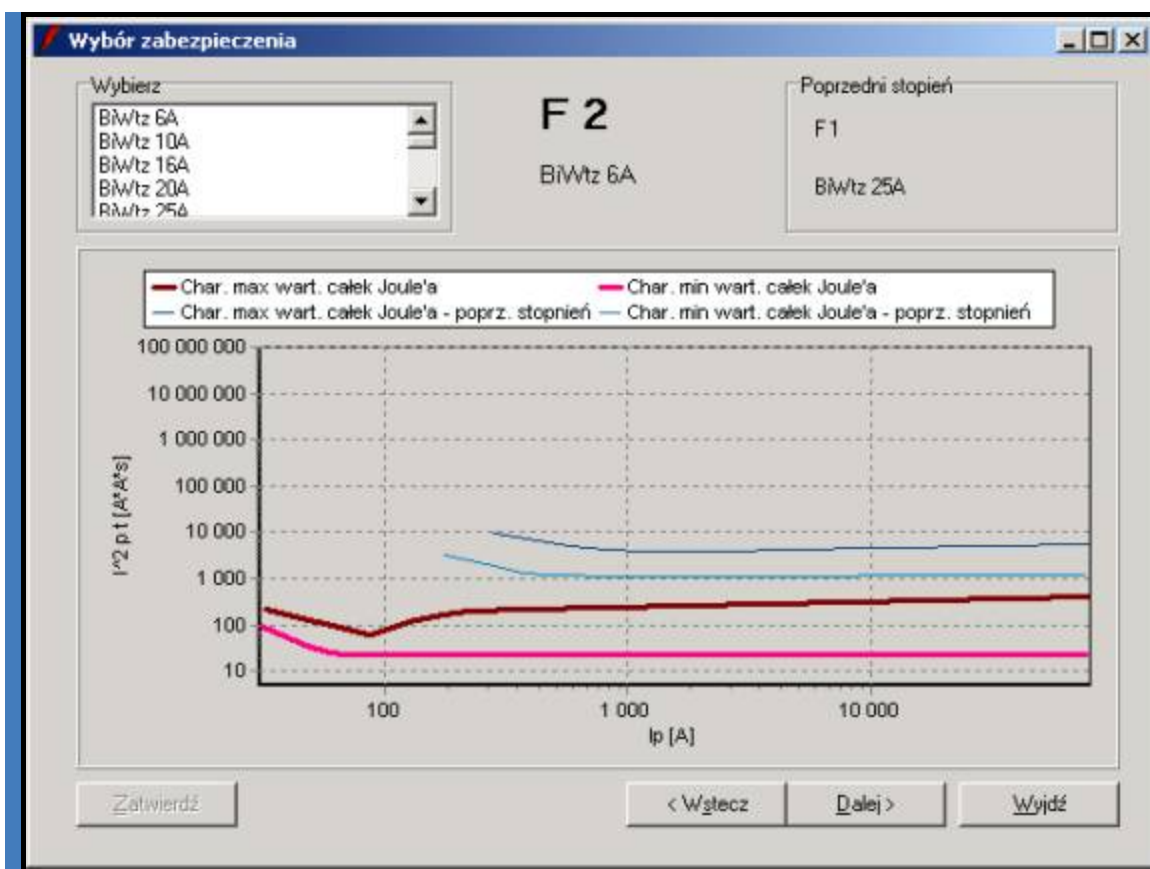 Wybór zabezpieczenia
Wybierz
BiWtz 6A
BiWtz 10A
BiWtz 16A
BiWtz 20A
BiWtz 25A
F 2
BiWtz 6A
Poprzedni stopień
F1
BiWtz 25A
Char. max wart. całek Joule'a
Char. min wart. całek Joule'a
Char. max wart. całek Joule'a - poprz. stopnień
Char. min wart. całek Joule'a - poprz. stopnień
100 000 000
10 000 000
1 000 000
100 000
10 000
1 000
100
10
I^2 p t [A*A*s]
100 1 000 10 000
Ip [A]
Zatwierdź
< Wstecz
Dalej >
Wyjdź